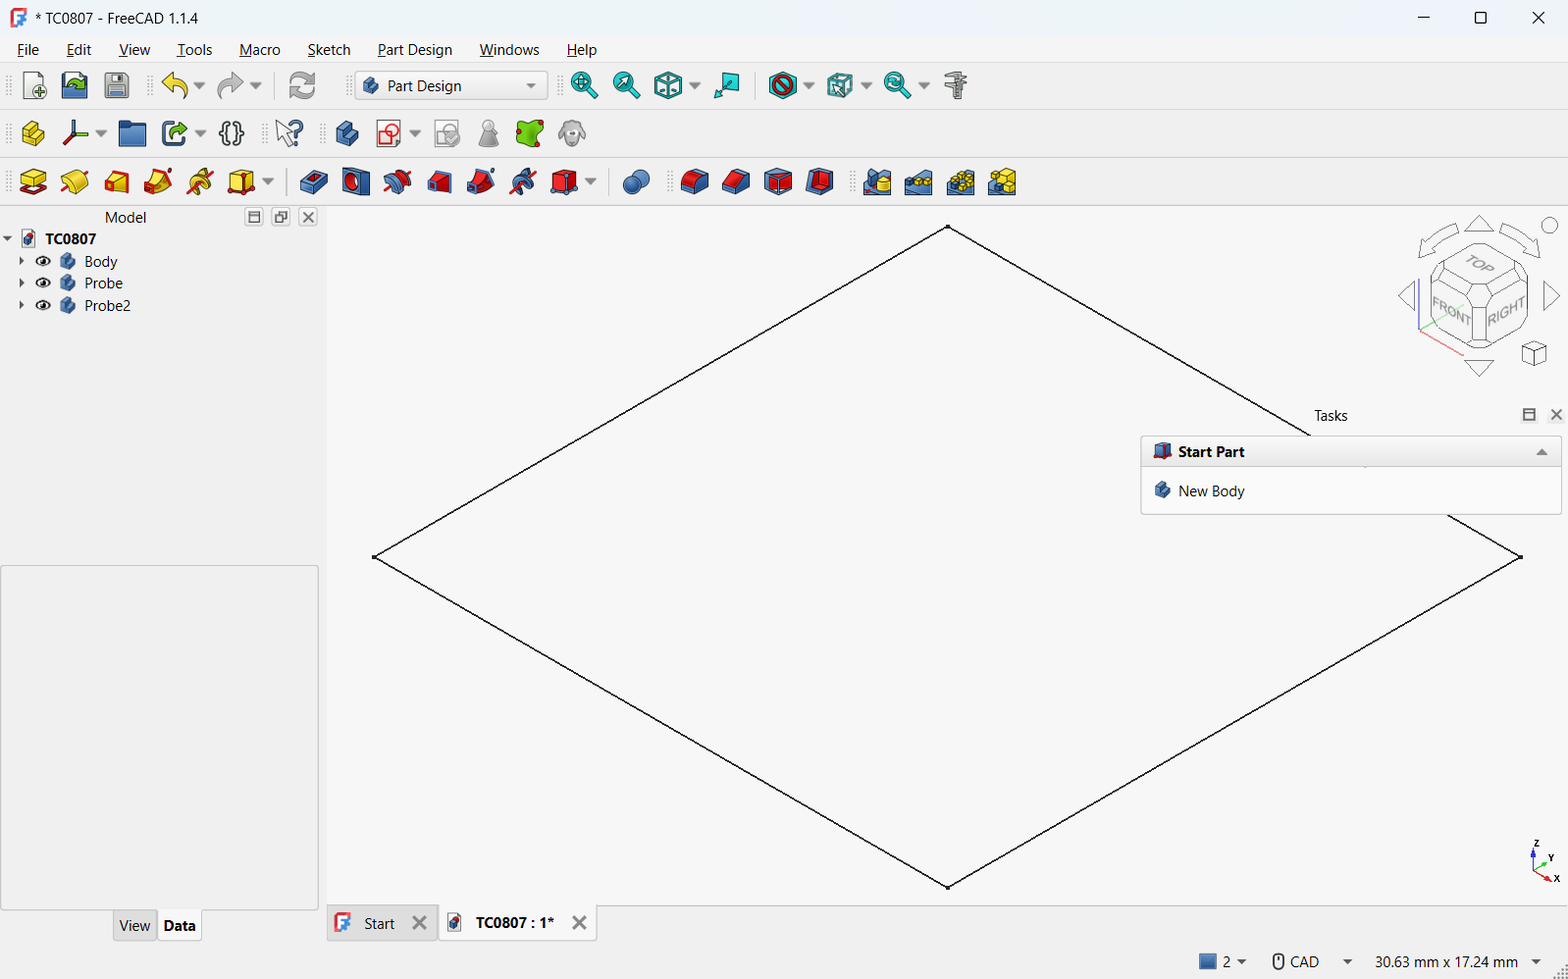 * TC0807 - FreeCAD 1.1.4
File Edit View Tools Macro Sketch Part Design Windows Help
Part Design
Model
TC0807
Body
Probe
Probe2
TOP
FRONT
RIGHT
Tasks
Start Part
New Body
Z
Y
X
View Data
Start
TC0807 : 1*
2
CAD
30.63 mm x 17.24 mm